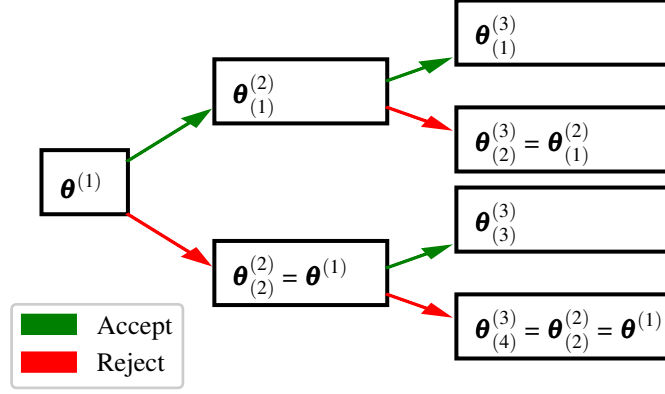 θ^{(3)}_{(1)}
θ^{(2)}_{(1)}
θ^{(3)}_{(2)} = θ^{(2)}_{(1)}
θ^{(1)}
θ^{(3)}_{(3)}
θ^{(2)}_{(2)} = θ^{(1)}
θ^{(3)}_{(4)} = θ^{(2)}_{(2)} = θ^{(1)}
Accept
Reject